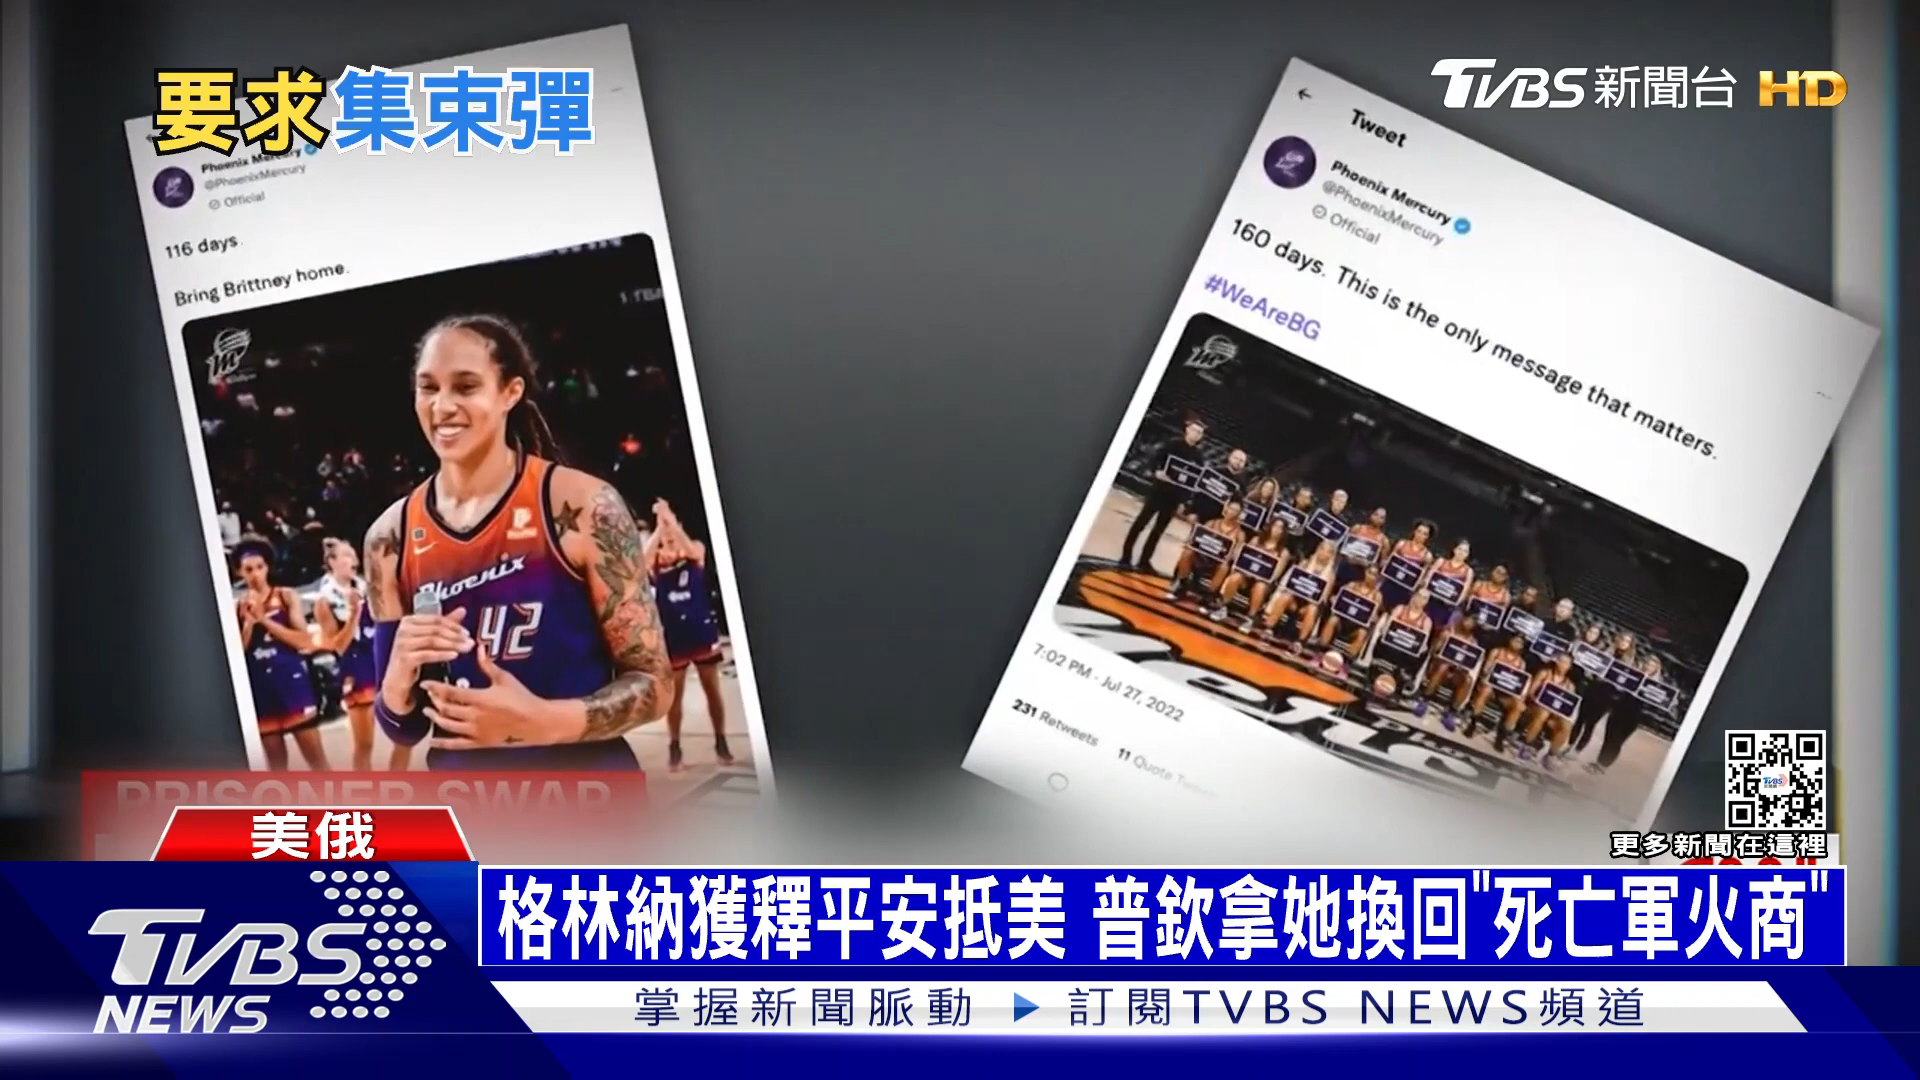 要求集束彈
TVBS新聞台 HD
Phoenix Mercury
@PhoenixMercury
Official
116 days.
Bring Brittney home.
Phoenix
42
Tweet
Phoenix Mercury
@PhoenixMercury
Official
160 days. This is the only message that matters.
#WeAreBG
7:02 PM · Jul 27, 2022
231 Retweets 11 Quote
PRISONER SWAP
TVBS
更多新聞在這裡
美俄
格林納獲釋平安抵美 普欽拿她換回"死亡軍火商"
TVBS
NEWS
掌握新聞脈動 ▶ 訂閱TVBS NEWS頻道